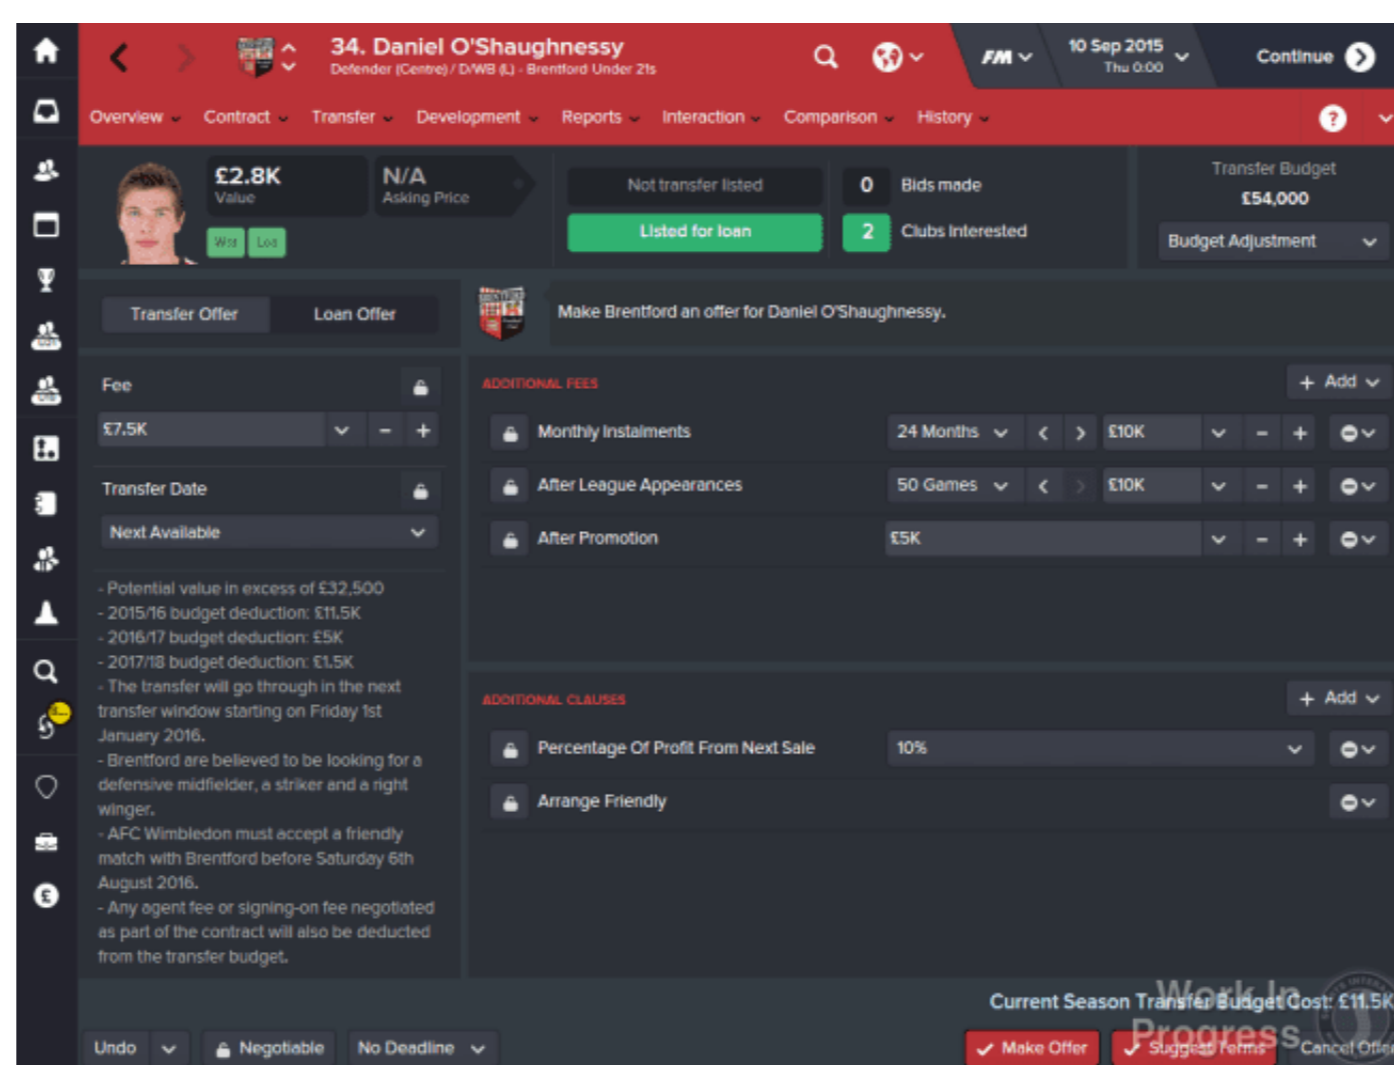 34. Daniel O'Shaughnessy
Defender (Centre) / D/WB (L) - Brentford Under 21s
FM
10 Sep 2015
Thu 0:00
Continue
Overview Contract Transfer Development Reports Interaction Comparison History
?
£2.8K
Value
N/A
Asking Price
Wnt Loa
Not transfer listed
Listed for loan
0 Bids made
2 Clubs Interested
Transfer Budget
£54,000
Budget Adjustment
Transfer Offer Loan Offer
Make Brentford an offer for Daniel O'Shaughnessy.
Fee
£7.5K
Transfer Date
Next Available
- Potential value in excess of £32,500
- 2015/16 budget deduction: £11.5K
- 2016/17 budget deduction: £5K
- 2017/18 budget deduction: £1.5K
- The transfer will go through in the next
transfer window starting on Friday 1st
January 2016.
- Brentford are believed to be looking for a
defensive midfielder, a striker and a right
winger.
- AFC Wimbledon must accept a friendly
match with Brentford before Saturday 6th
August 2016.
- Any agent fee or signing-on fee negotiated
as part of the contract will also be deducted
from the transfer budget.
ADDITIONAL FEES
+ Add
Monthly Instalments 24 Months £10K
After League Appearances 50 Games £10K
After Promotion £5K
ADDITIONAL CLAUSES
+ Add
Percentage Of Profit From Next Sale 10%
Arrange Friendly
Current Season Transfer Budget Cost: £11.5K
Work In
Progress
Undo Negotiable No Deadline Make Offer Suggest Terms Cancel Offer